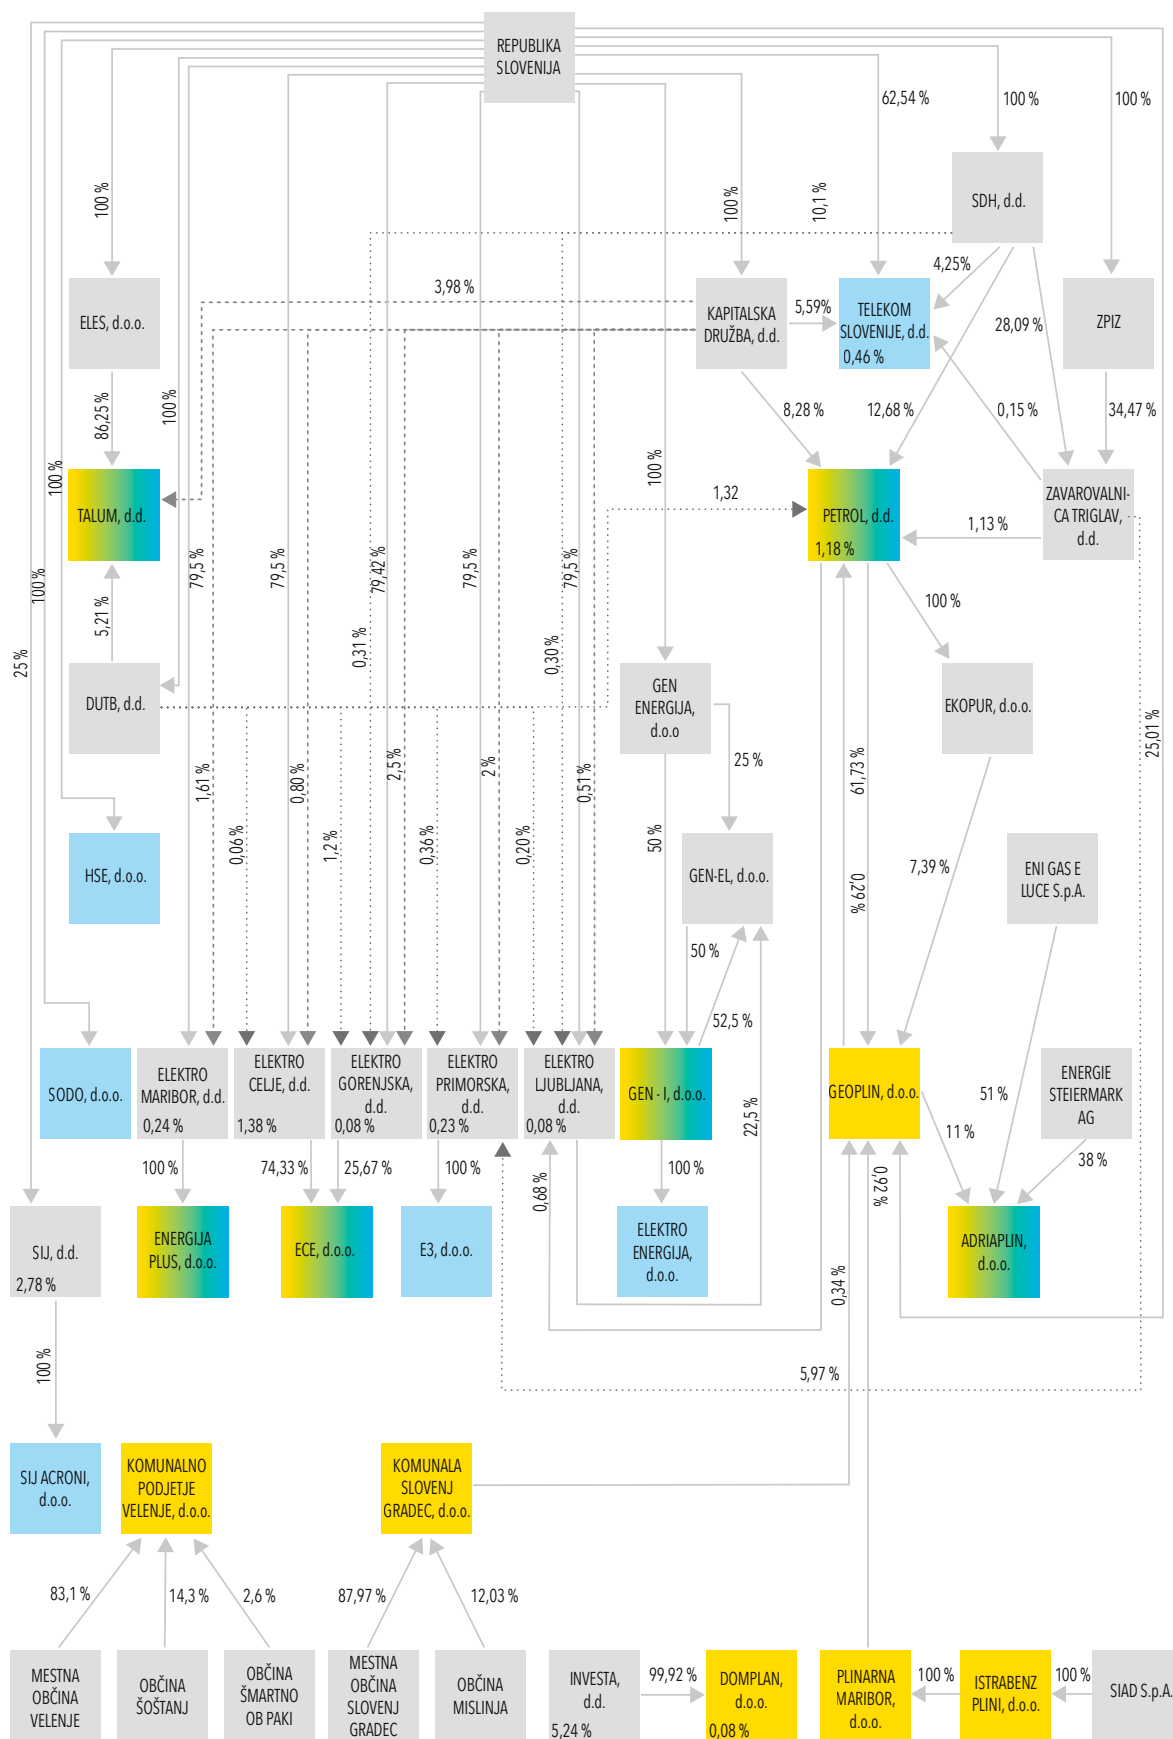 REPUBLIKA
SLOVENIJA
62,54 %
100 %
100 %
SDH, d.d.
100 %
100 %
10,1 %
4,25%
3,98 %
ELES, d.o.o.
KAPITALSKA
DRUŽBA, d.d.
5,59%
TELEKOM
SLOVENIJE, d.d.
0,46 %
28,09 %
ZPIZ
86,25 %
100 %
8,28 %
12,68 %
0,15 %
34,47 %
100 %
100 %
1,32
TALUM, d.d.
PETROL, d.d.
1,18 %
ZAVAROVALNI-
CA TRIGLAV,
d.d.
1,13 %
100 %
79,5 %
79,5 %
79,42 %
79,5 %
79,5 %
100 %
5,21 %
25 %
0,31 %
0,30 %
DUTB, d.d.
GEN
ENERGIJA,
d.o.o
EKOPUR, d.o.o.
25,01 %
1,61 %
0,80 %
2,5 %
2 %
0,51 %
25 %
61,73 %
HSE, d.o.o.
0,06 %
1,2 %
0,36 %
0,20 %
50 %
GEN-EL, d.o.o.
0,29 %
7,39 %
ENI GAS E
LUCE S.p.A.
50 %
52,5 %
SODO, d.o.o.
ELEKTRO
MARIBOR, d.d.
0,24 %
ELEKTRO
CELJE, d.d.
1,38 %
ELEKTRO
GORENJSKA,
d.d.
0,08 %
ELEKTRO
PRIMORSKA,
d.d.
0,23 %
ELEKTRO
LJUBLJANA,
d.d.
0,08 %
GEN - I, d.o.o.
22,5 %
GEOPLIN, d.o.o.
51 %
ENERGIE
STEIERMARK
AG
11 %
38 %
100 %
74,33 %
25,67 %
100 %
0,68 %
100 %
0,92 %
SIJ, d.d.
2,78 %
ENERGIJA
PLUS, d.o.o.
ECE, d.o.o.
E3, d.o.o.
ELEKTRO
ENERGIJA,
d.o.o.
0,34 %
ADRIAPLIN,
d.o.o.
100 %
5,97 %
SIJ ACRONI,
d.o.o.
KOMUNALNO
PODJETJE
VELENJE, d.o.o.
KOMUNALA
SLOVENJ
GRADEC, d.o.o.
83,1 %
14,3 %
2,6 %
87,97 %
12,03 %
MESTNA
OBČINA
VELENJE
OBČINA
ŠOŠTANJ
OBČINA
ŠMARTNO
OB PAKI
MESTNA
OBČINA
SLOVENJ
GRADEC
OBČINA
MISLINJA
INVESTA,
d.d.
5,24 %
99,92 %
DOMPLAN,
d.o.o.
0,08 %
PLINARNA
MARIBOR,
d.o.o.
100 %
ISTRABENZ
PLINI, d.o.o.
100 %
SIAD S.p.A.